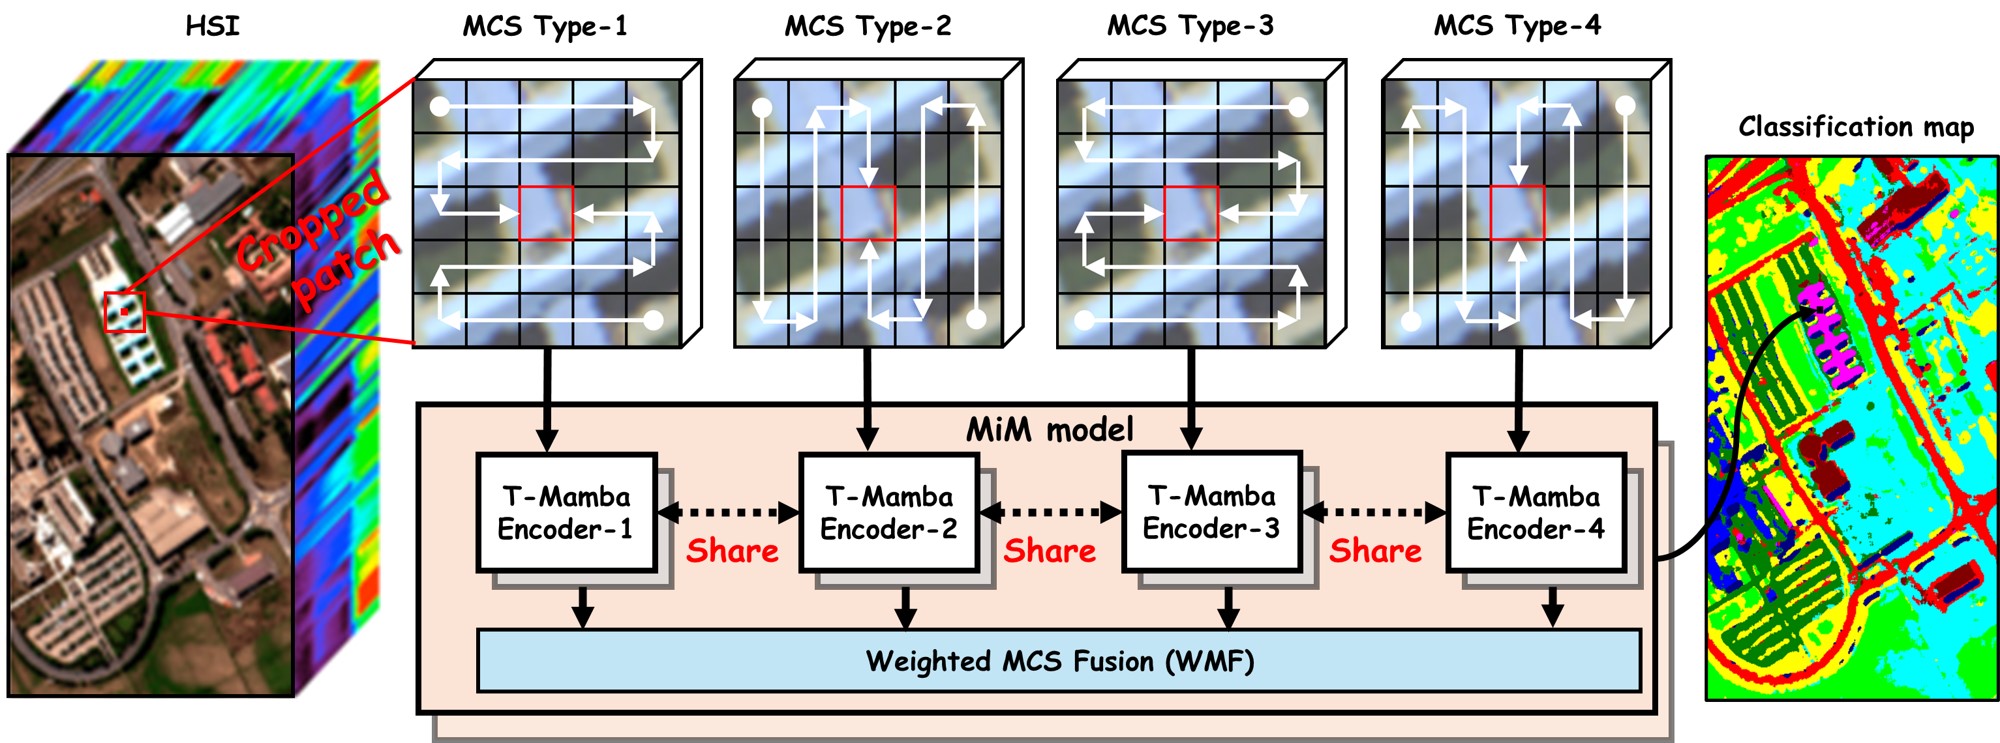 HSI
MCS Type-1
MCS Type-2
MCS Type-3
MCS Type-4
Classification map
Cropped
patch
MiM model
T-Mamba
Encoder-1
T-Mamba
Encoder-2
T-Mamba
Encoder-3
T-Mamba
Encoder-4
Share
Share
Share
Weighted MCS Fusion (WMF)